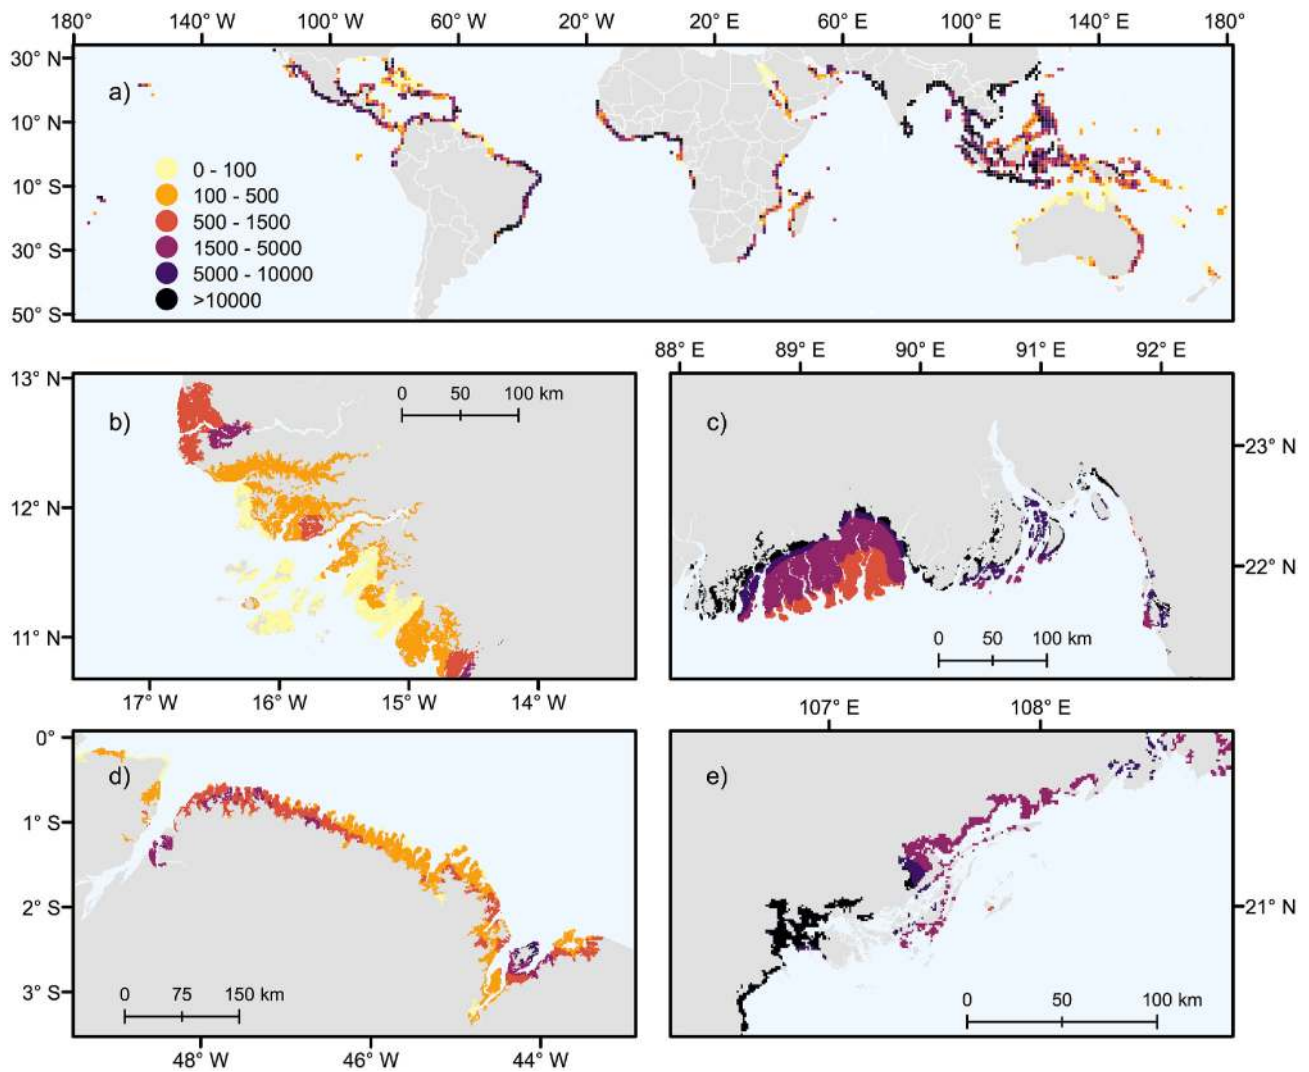 180° 140° W 100° W 60° W 20° W 20° E 60° E 100° E 140° E 180°
30° N
a)
10° N
0 - 100
10° S
100 - 500
500 - 1500
30° S
1500 - 5000
5000 - 10000
50° S
>10000
88° E 89° E 90° E 91° E 92° E
13° N
0 50 100 km
b)
12° N
11° N
17° W 16° W 15° W 14° W
c)
23° N
22° N
0 50 100 km
107° E 108° E
0°
d)
1° S
2° S
3° S
0 75 150 km
48° W 46° W 44° W
e)
21° N
0 50 100 km